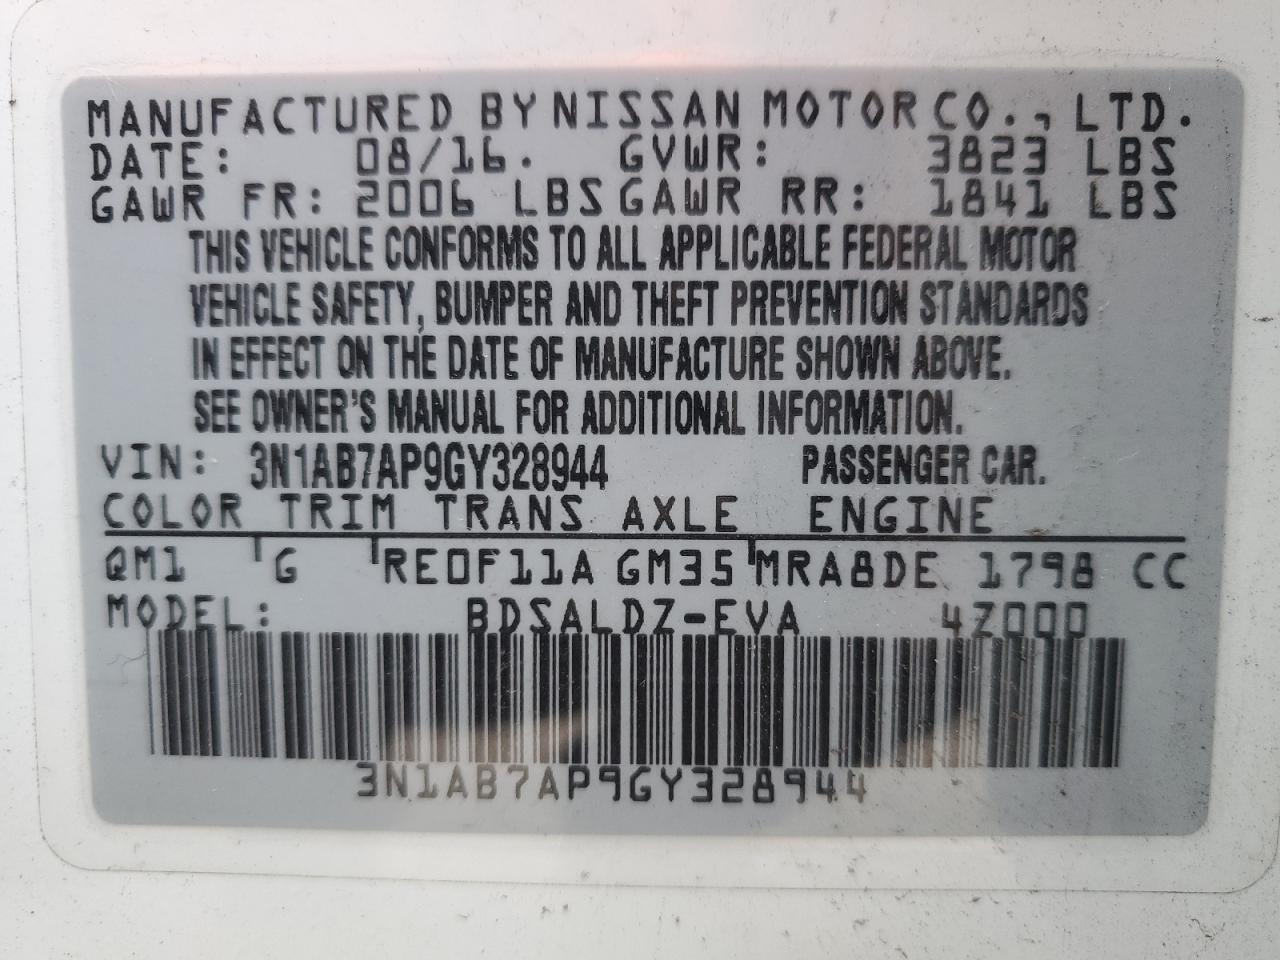 MANUFACTURED BY NISSAN MOTOR CO., LTD.
DATE: 08/16. GVWR: 3823 LBS
GAWR FR: 2006 LBS GAWR RR: 1841 LBS
THIS VEHICLE CONFORMS TO ALL APPLICABLE FEDERAL MOTOR
VEHICLE SAFETY, BUMPER AND THEFT PREVENTION STANDARDS
IN EFFECT ON THE DATE OF MANUFACTURE SHOWN ABOVE.
SEE OWNER'S MANUAL FOR ADDITIONAL INFORMATION.
VIN: 3N1AB7AP9GY328944 PASSENGER CAR.
COLOR TRIM TRANS AXLE ENGINE
QM1 G RE0F11A GM35 MRA8DE 1798 CC
MODEL: BDSALDZ-EVA 4Z000
3N1AB7AP9GY328944